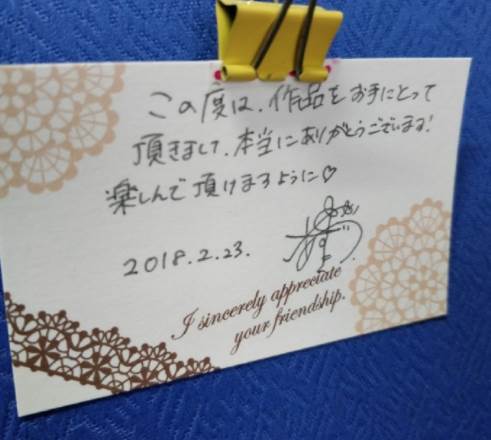 この度は、作品をお手にとって
頂きまして、本当にありがとうございます!
楽しんで頂けますように♡
2018.2.23.
I sincerely appreciate
your friendship.